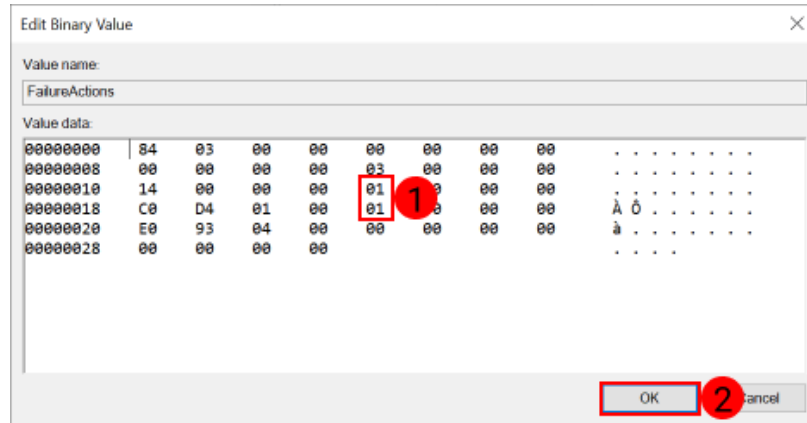 Edit Binary Value
Value name:
FailureActions
Value data:
00000000 84 03 00 00 00 00 00 00 . . . . . . . .
00000008 00 00 00 00 03 00 00 00 . . . . . . . .
00000010 14 00 00 00 01 00 00 . . . . . . . .
00000018 C0 D4 01 00 01 00 00 À Ô . . . . . .
00000020 E0 93 04 00 00 00 00 00 à . . . . . . .
00000028 00 00 00 00 . . . .
1
OK 2 Cancel